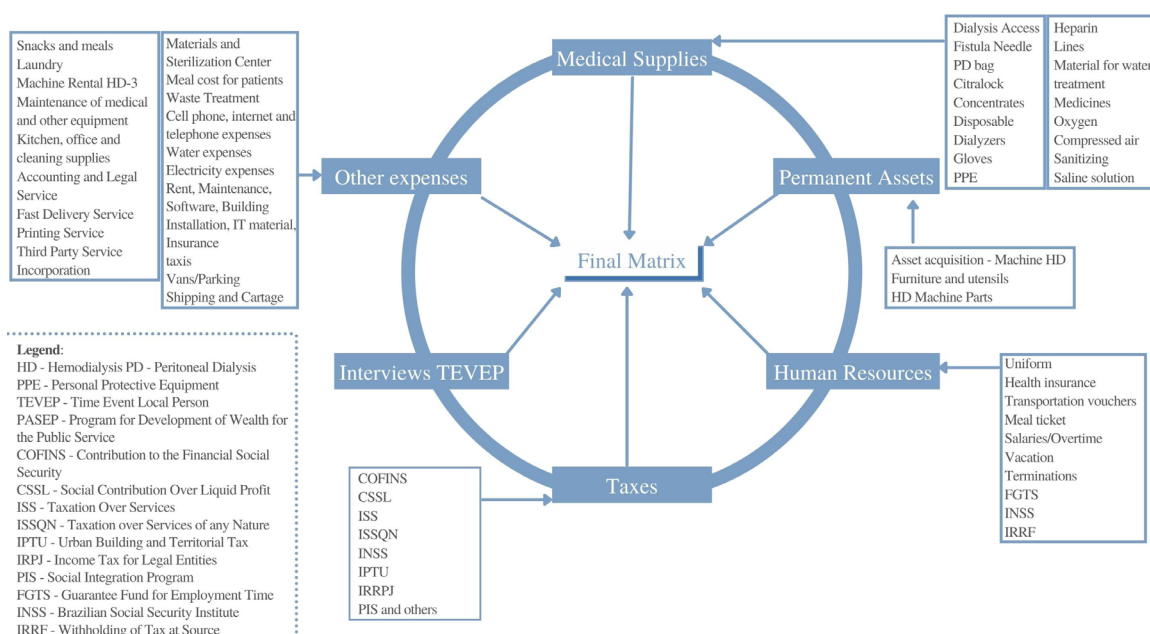 Snacks and meals
Laundry
Machine Rental HD-3
Maintenance of medical
and other equipment
Kitchen, office and
cleaning supplies
Accounting and Legal
Service
Fast Delivery Service
Printing Service
Third Party Service
Incorporation
Materials and
Sterilization Center
Meal cost for patients
Waste Treatment
Cell phone, internet and
telephone expenses
Water expenses
Electricity expenses
Rent, Maintenance,
Software, Building
Installation, IT material,
Insurance
taxis
Vans/Parking
Shipping and Cartage
Medical Supplies
Dialysis Access
Fistula Needle
PD bag
Citralock
Concentrates
Disposable
Dialyzers
Gloves
PPE
Heparin
Lines
Material for water
treatment
Medicines
Oxygen
Compressed air
Sanitizing
Saline solution
Other expenses
Permanent Assets
Final Matrix
Asset acquisition - Machine HD
Furniture and utensils
HD Machine Parts
Interviews TEVEP
Human Resources
Uniform
Health insurance
Transportation vouchers
Meal ticket
Salaries/Overtime
Vacation
Terminations
FGTS
INSS
IRRF
Taxes
COFINS
CSSL
ISS
ISSQN
INSS
IPTU
IRRPJ
PIS and others
Legend:
HD - Hemodialysis PD - Peritoneal Dialysis
PPE - Personal Protective Equipment
TEVEP - Time Event Local Person
PASEP - Program for Development of Wealth for
the Public Service
COFINS - Contribution to the Financial Social
Security
CSSL - Social Contribution Over Liquid Profit
ISS - Taxation Over Services
ISSQN - Taxation over Services of any Nature
IPTU - Urban Building and Territorial Tax
IRPJ - Income Tax for Legal Entities
PIS - Social Integration Program
FGTS - Guarantee Fund for Employment Time
INSS - Brazilian Social Security Institute
IRRF - Withholding of Tax at Source